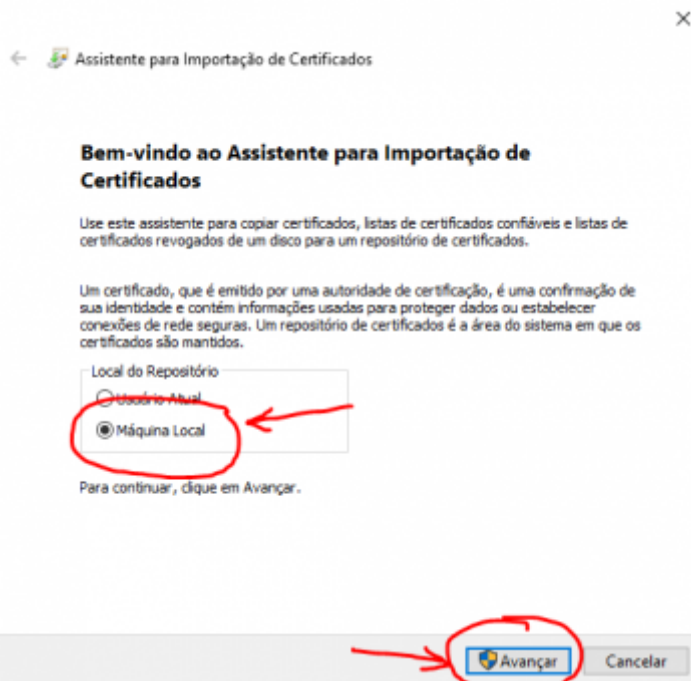 Assistente para Importação de Certificados
Bem-vindo ao Assistente para Importação de
Certificados
Use este assistente para copiar certificados, listas de certificados confiáveis e listas de
certificados revogados de um disco para um repositório de certificados.
Um certificado, que é emitido por uma autoridade de certificação, é uma confirmação de
sua identidade e contém informações usadas para proteger dados ou estabelecer
conexões de rede seguras. Um repositório de certificados é a área do sistema em que os
certificados são mantidos.
Local do Repositório
Usuário Atual
Máquina Local
Para continuar, clique em Avançar.
Avançar
Cancelar